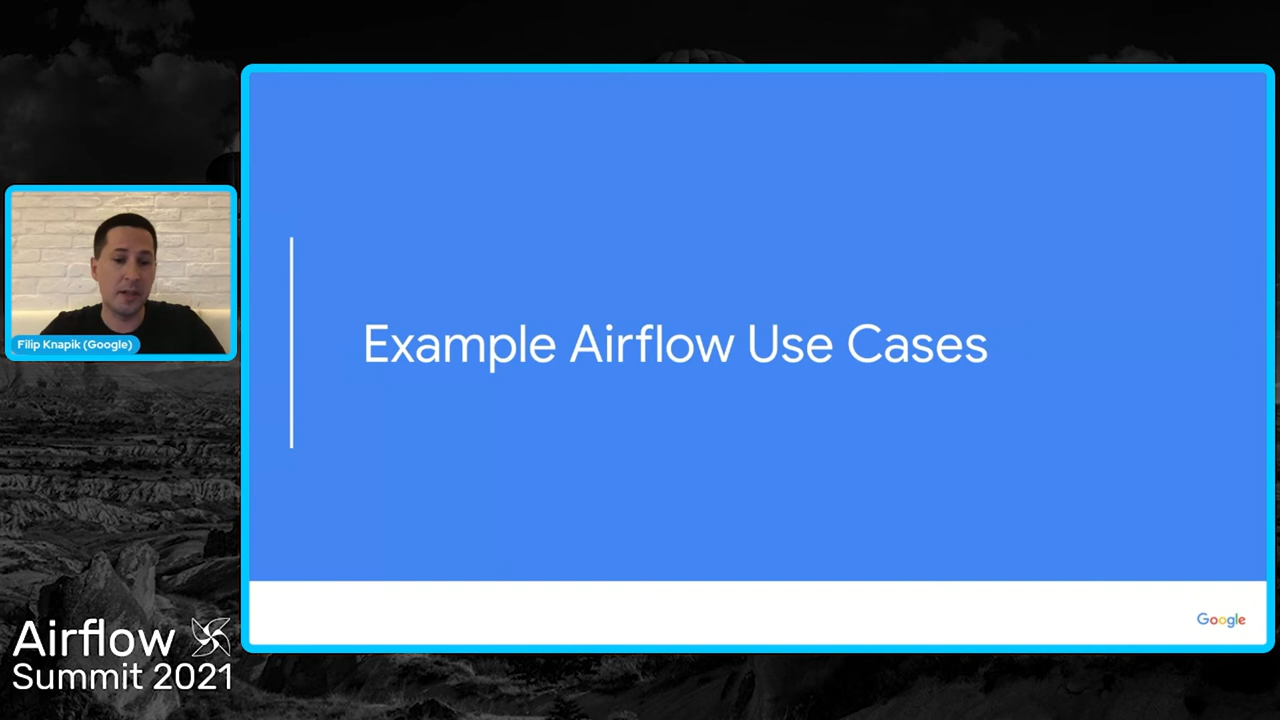 Example Airflow Use Cases
Filip Knapik (Google)
Google
Airflow
Summit 2021